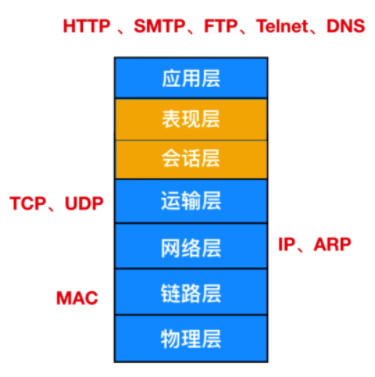 HTTP 、SMTP、FTP、Telnet、DNS
应用层
表现层
会话层
TCP、UDP
运输层
网络层
IP、ARP
MAC
链路层
物理层